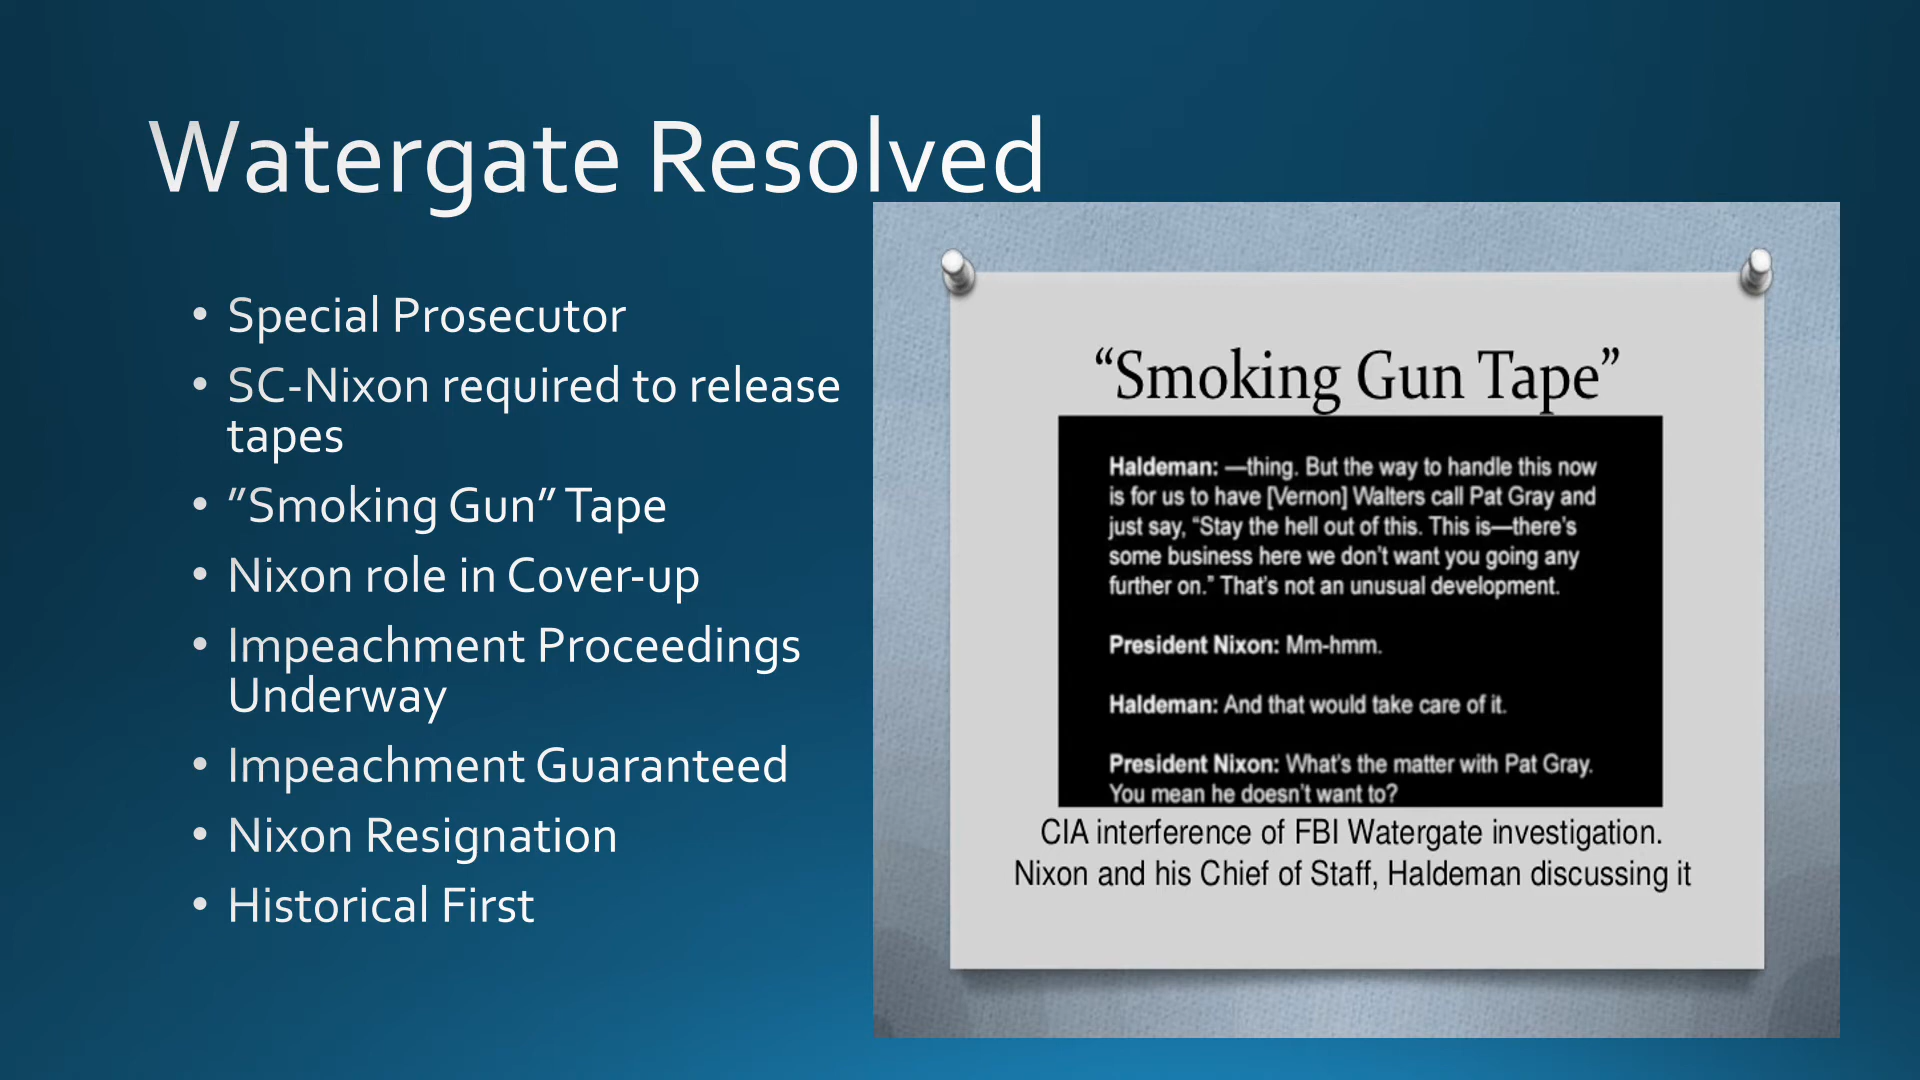 Watergate Resolved
• Special Prosecutor
• SC-Nixon required to release
tapes
• ”Smoking Gun” Tape
• Nixon role in Cover-up
• Impeachment Proceedings
Underway
• Impeachment Guaranteed
• Nixon Resignation
• Historical First
“Smoking Gun Tape”
Haldeman: —thing. But the way to handle this now
is for us to have [Vernon] Walters call Pat Gray and
just say, “Stay the hell out of this. This is—there’s
some business here we don’t want you going any
further on.” That’s not an unusual development.
President Nixon: Mm-hmm.
Haldeman: And that would take care of it.
President Nixon: What’s the matter with Pat Gray.
You mean he doesn’t want to?
CIA interference of FBI Watergate investigation.
Nixon and his Chief of Staff, Haldeman discussing it